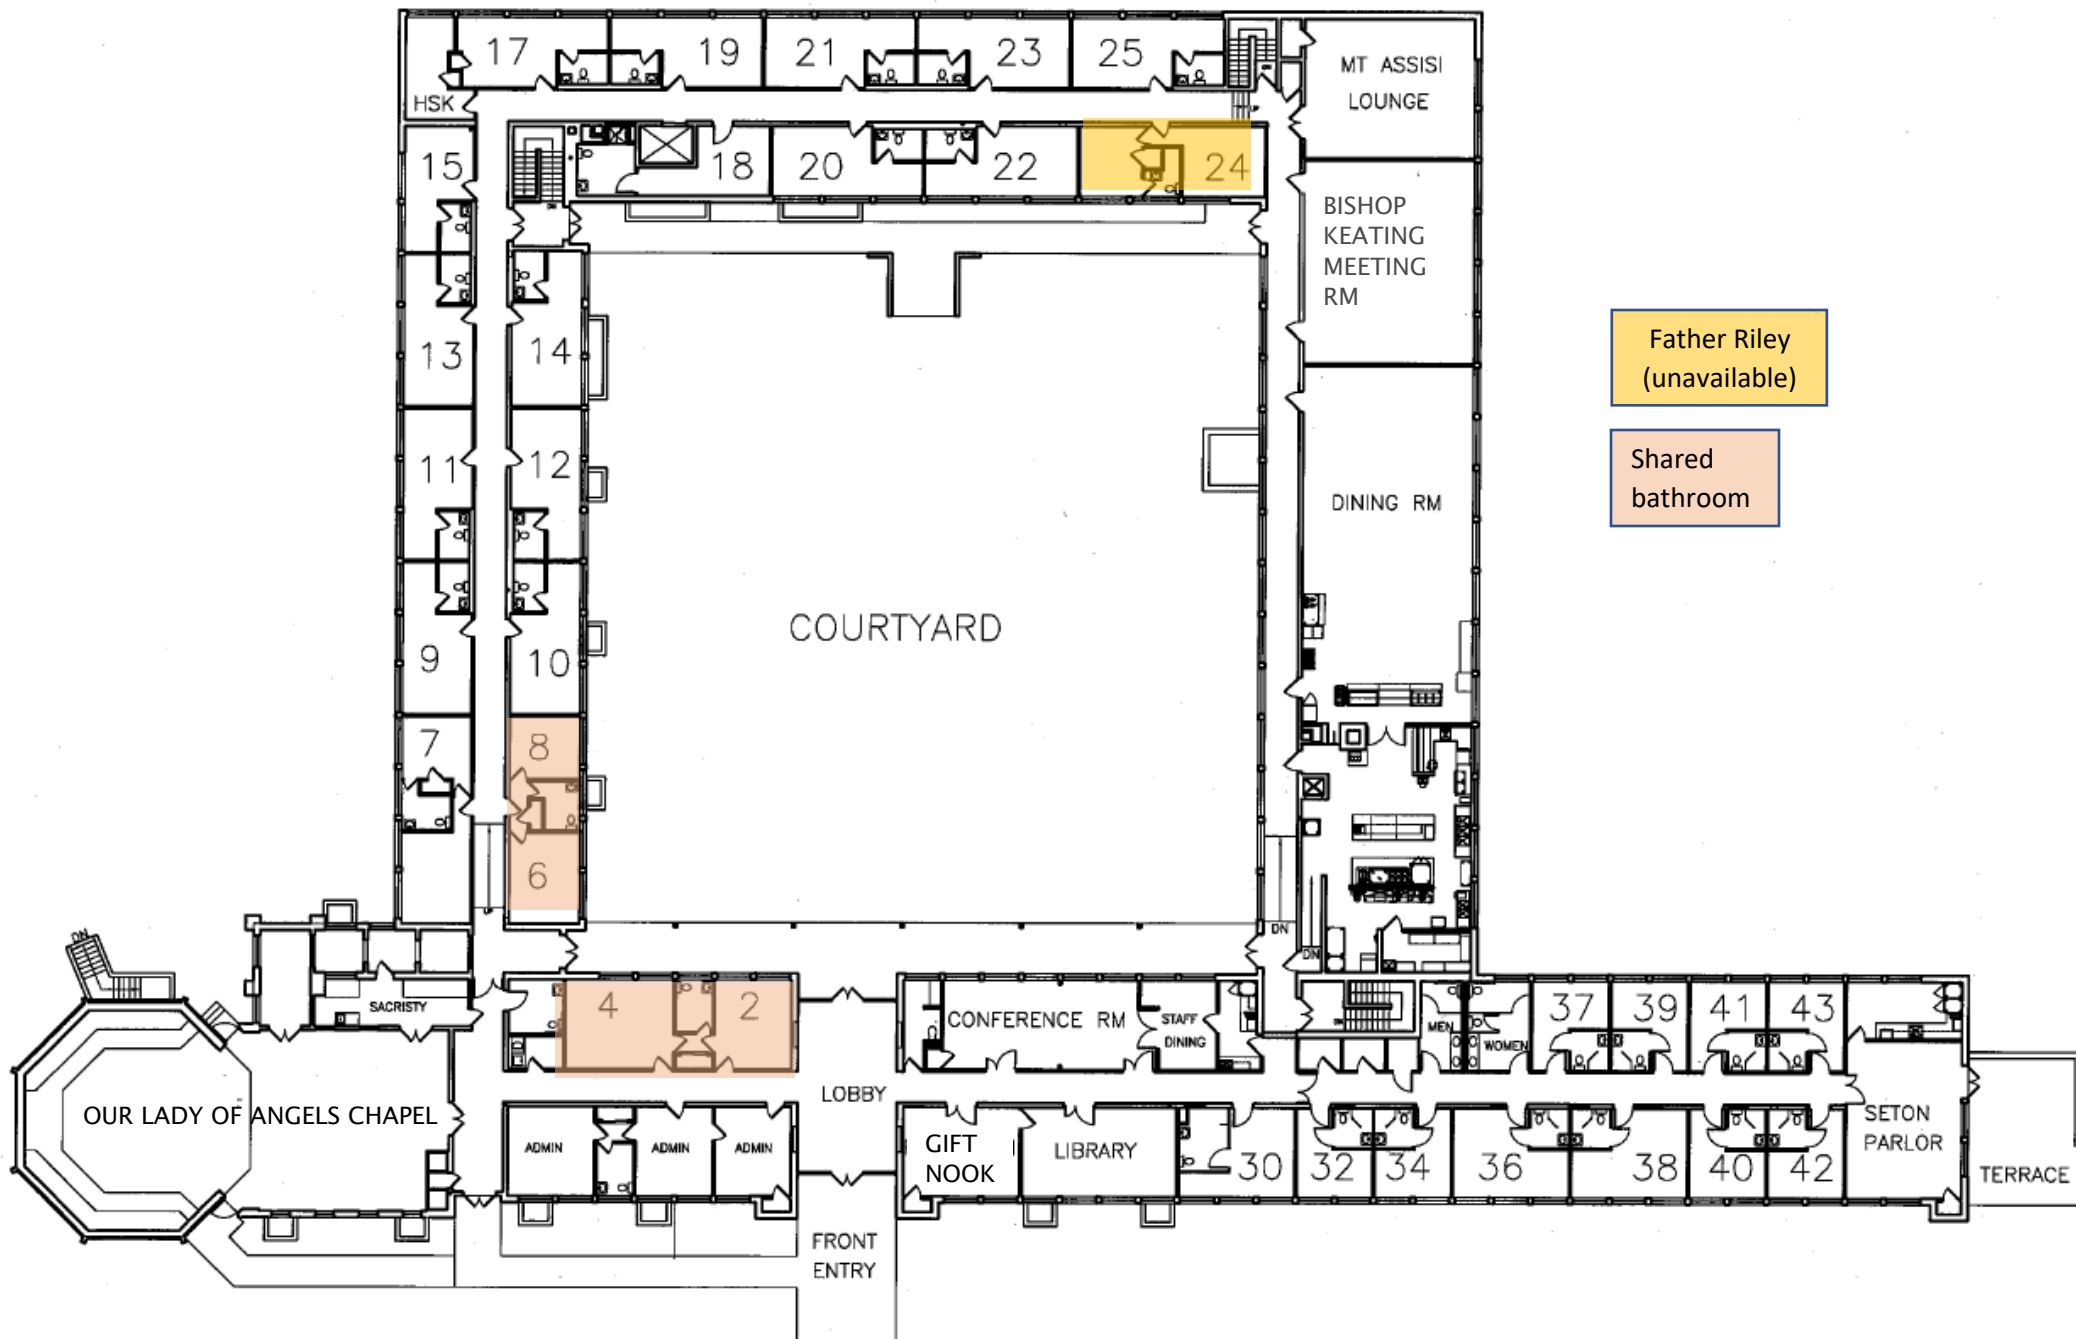 17
19
21
23
25
MT ASSISI
LOUNGE
HSK
15
18
20
22
24
BISHOP
KEATING
MEETING
RM
13
14
Father Riley
(unavailable)
11
12
Shared
bathroom
DINING RM
9
10
COURTYARD
7
8
6
DN
DN
DN
SACRISTY
4
2
CONFERENCE RM
STAFF
DINING
MEN
WOMEN
37
39
41
43
LOBBY
OUR LADY OF ANGELS CHAPEL
ADMIN
ADMIN
ADMIN
GIFT
NOOK
LIBRARY
30
32
34
36
38
40
42
SETON
PARLOR
TERRACE
FRONT
ENTRY